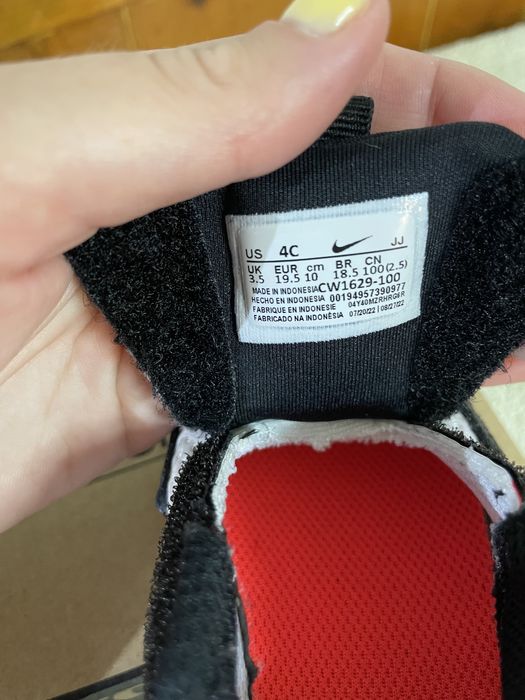 US 4C JJ
UK EUR cm BR CN
3.5 19.5 10 18.5 100(2.5)
MADE IN INDONESIA CW1629-100
HECHO EN INDONESIA 00194957390977
FABRIQUE EN INDONESIE 04Y40MZRHRG6R
FABRICADO NA INDONÉSIA 07/20/22 | 08/27/22